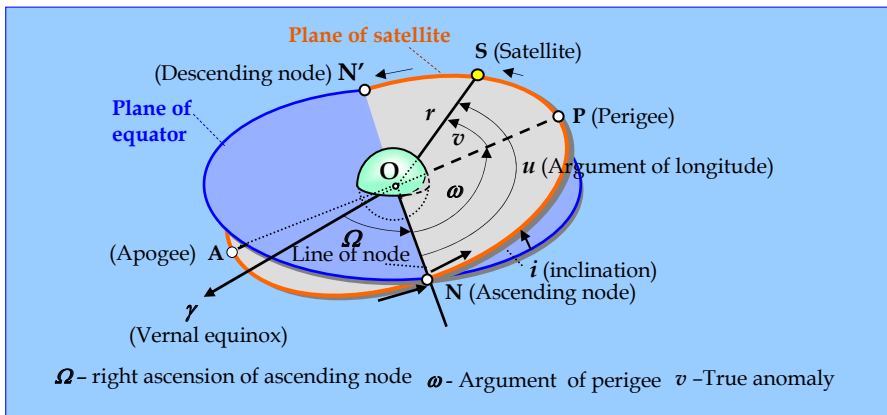 Plane of satellite
S (Satellite)
(Descending node) N′
Plane of
equator
P (Perigee)
r
v
O
u (Argument of longitude)
ω
Ω
(Apogee) A
Line of node
i (inclination)
N (Ascending node)
γ
(Vernal equinox)
Ω – right ascension of ascending node ω - Argument of perigee v –True anomaly